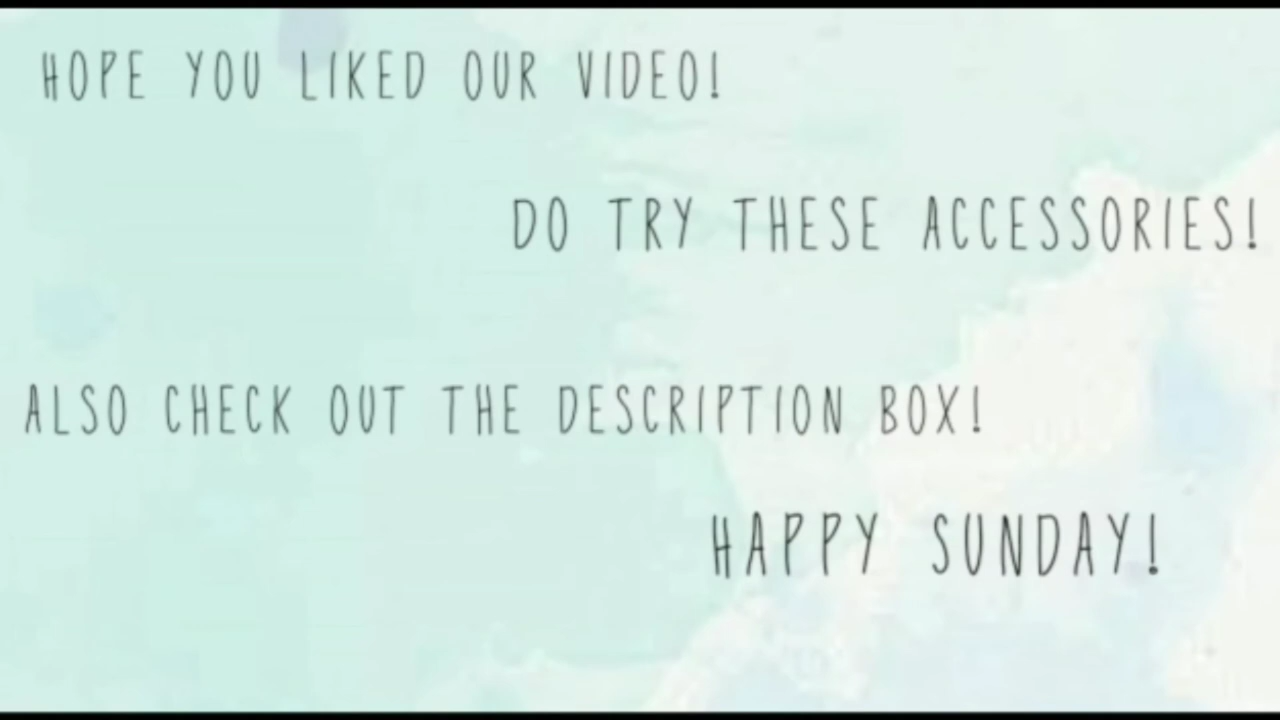 HOPE YOU LIKED OUR VIDEO!
DO TRY THESE ACCESSORIES!
ALSO CHECK OUT THE DESCRIPTION BOX!
HAPPY SUNDAY!